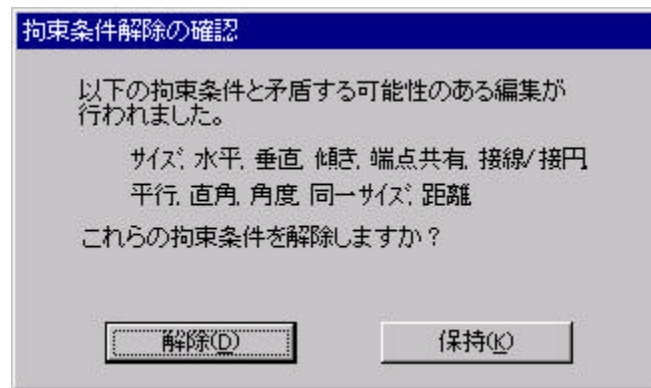 拘束条件解除の確認
以下の拘束条件と矛盾する可能性のある編集が
行われました。
サイズ, 水平, 垂直, 傾き, 端点共有, 接線/接円,
平行, 直角, 角度, 同一サイズ, 距離
これらの拘束条件を解除しますか？
解除(D) 保持(K)